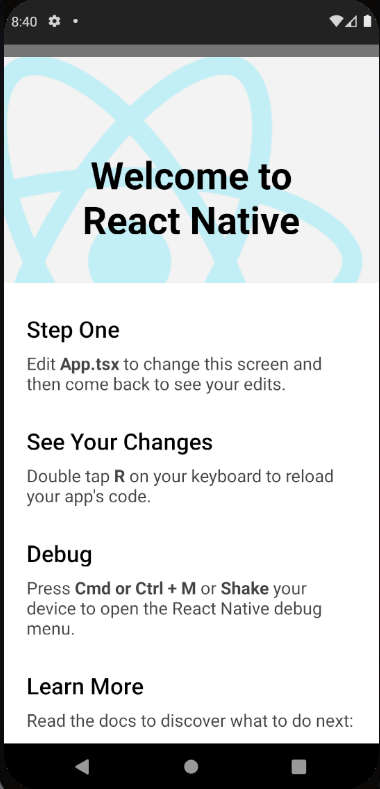 8:40
Welcome to
React Native
Step One
Edit App.tsx to change this screen and
then come back to see your edits.
See Your Changes
Double tap R on your keyboard to reload
your app's code.
Debug
Press Cmd or Ctrl + M or Shake your
device to open the React Native debug
menu.
Learn More
Read the docs to discover what to do next: